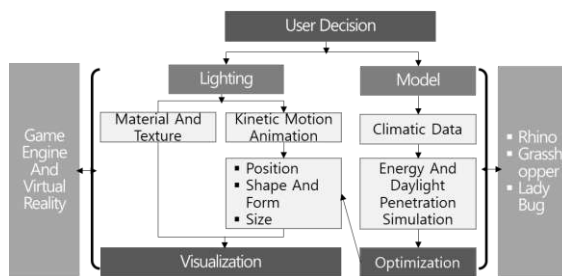 User Decision
Lighting
Model
Game
Engine
And
Virtual
Reality
Material And
Texture
Kinetic Motion
Animation
Climatic Data
▪ Position
▪ Shape And
Form
▪ Size
Energy And
Daylight
Penetration
Simulation
▪ Rhino
▪ Grassh
opper
▪ Lady
Bug
Visualization
Optimization